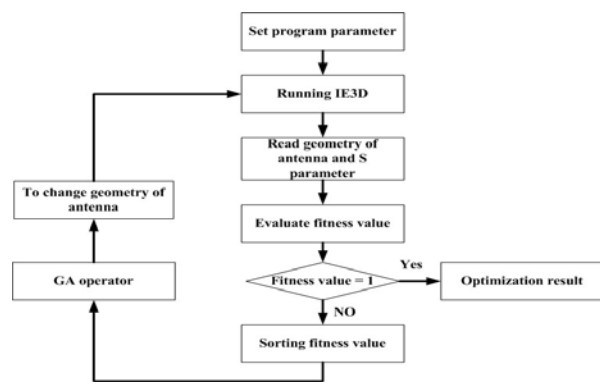 Set program parameter
Running IE3D
Read geometry of
antenna and S
parameter
To change geometry of
antenna
Evaluate fitness value
GA operator
Fitness value = 1
Yes
Optimization result
NO
Sorting fitness value